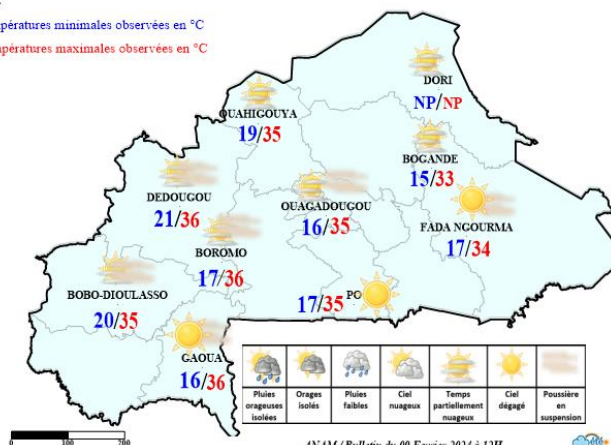 pératures minimales observées en °C
pératures maximales observées en °C
DORI
NP/NP
OUAHIGOUYA
19/35
BOGANDE
15/33
DEDOUGOU
21/36
OUAGADOUGOU
16/35
FADA NGOURMA
17/34
BOROMO
17/36
BOBO-DIOULASSO
20/35
17/35 PO
GAOUA
16/36
Pluies orageuses isolées
Orages isolés
Pluies faibles
Ciel nuageux
Temps partiellement nuageux
Ciel dégagé
Poussière en suspension
100 200